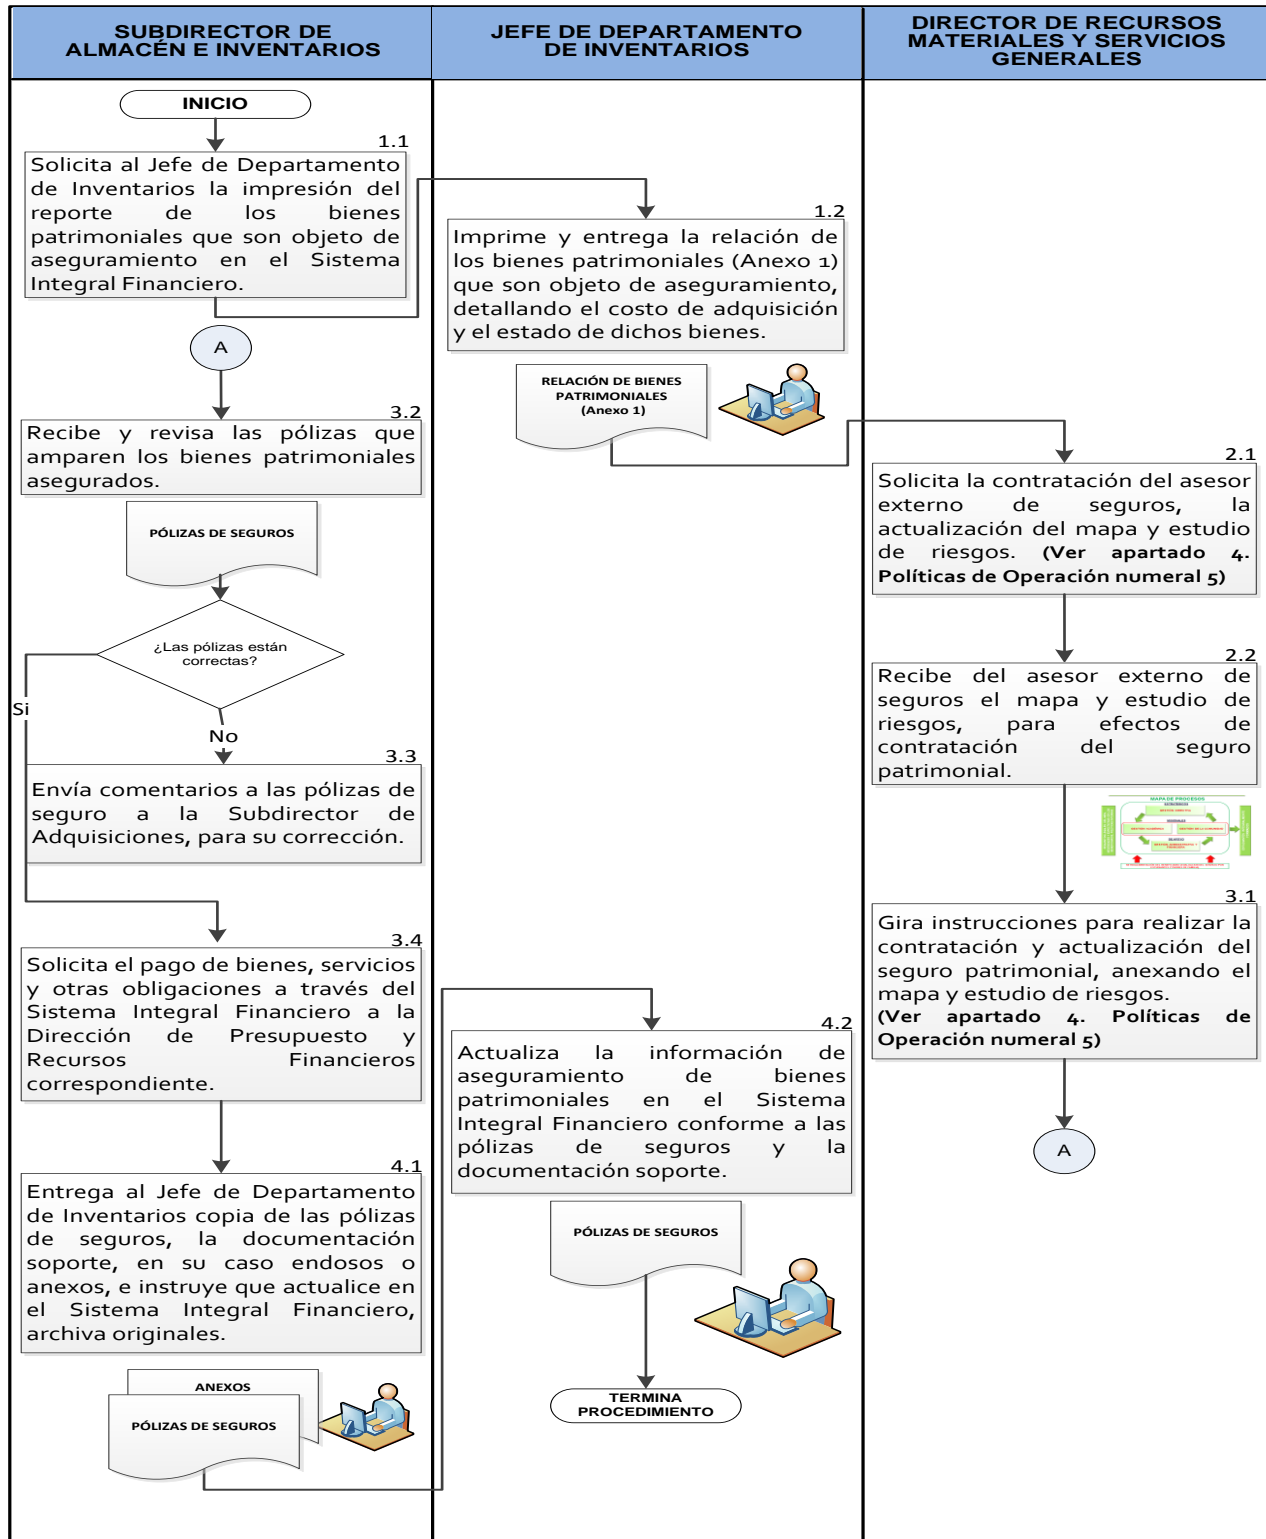 SUBDIRECTOR DE
ALMACÉN E INVENTARIOS
JEFE DE DEPARTAMENTO
DE INVENTARIOS
DIRECTOR DE RECURSOS
MATERIALES Y SERVICIOS
GENERALES
INICIO
1.1
Solicita al Jefe de Departamento
de Inventarios la impresión del
reporte de los bienes
patrimoniales que son objeto de
aseguramiento en el Sistema
Integral Financiero.
1.2
Imprime y entrega la relación de
los bienes patrimoniales (Anexo 1)
que son objeto de aseguramiento,
detallando el costo de adquisición
y el estado de dichos bienes.
RELACIÓN DE BIENES
PATRIMONIALES
(Anexo 1)
2.1
Solicita la contratación del asesor
externo de seguros, la
actualización del mapa y estudio
de riesgos. (Ver apartado 4.
Políticas de Operación numeral 5)
2.2
Recibe del asesor externo de
seguros el mapa y estudio de
riesgos, para efectos de
contratación del seguro
patrimonial.
MAPA DE PROCESOS
3.1
Gira instrucciones para realizar la
contratación y actualización del
seguro patrimonial, anexando el
mapa y estudio de riesgos.
(Ver apartado 4. Políticas de
Operación numeral 5)
A
A
3.2
Recibe y revisa las pólizas que
amparen los bienes patrimoniales
asegurados.
PÓLIZAS DE SEGUROS
¿Las pólizas están
correctas?
Si
No
3.3
Envía comentarios a las pólizas de
seguro a la Subdirector de
Adquisiciones, para su corrección.
3.4
Solicita el pago de bienes, servicios
y otras obligaciones a través del
Sistema Integral Financiero a la
Dirección de Presupuesto y
Recursos Financieros
correspondiente.
4.1
Entrega al Jefe de Departamento
de Inventarios copia de las pólizas
de seguros, la documentación
soporte, en su caso endosos o
anexos, e instruye que actualice en
el Sistema Integral Financiero,
archiva originales.
ANEXOS
PÓLIZAS DE SEGUROS
4.2
Actualiza la información de
aseguramiento de bienes
patrimoniales en el Sistema
Integral Financiero conforme a las
pólizas de seguros y la
documentación soporte.
PÓLIZAS DE SEGUROS
TERMINA
PROCEDIMIENTO